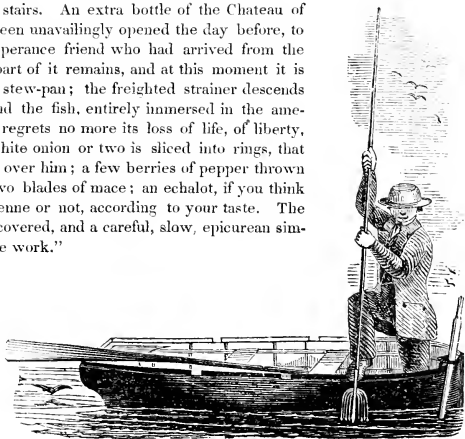 stairs. An extra bottle of the Chateau of
een unavailingly opened the day before, to
perance friend who had arrived from the
part of it remains, and at this moment it is
stew-pan; the freighted strainer descends
nd the fish, entirely immersed in the ame-
regrets no more its loss of life, of liberty,
hite onion or two is sliced into rings, that
over him; a few berries of pepper thrown
wo blades of mace; an echalot, if you think
enne or not, according to your taste. The
covered, and a careful, slow, epicurean sim-
e work.”